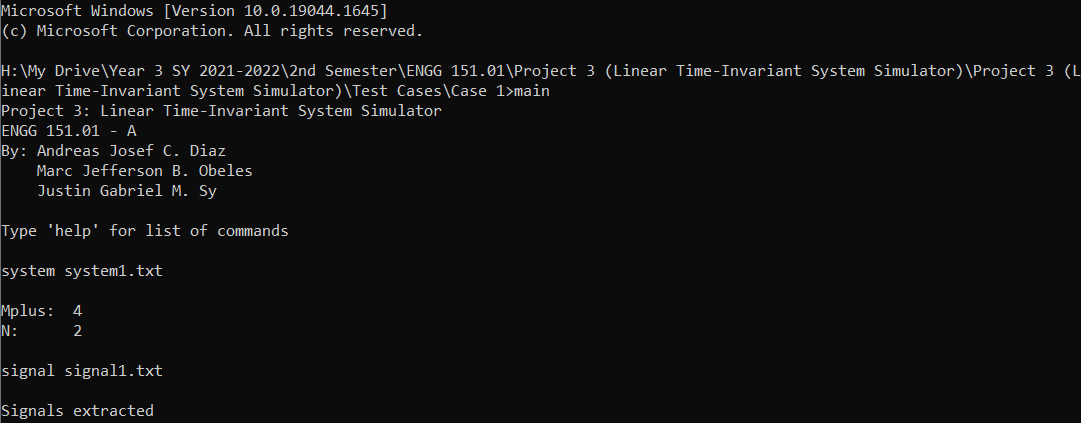 Microsoft Windows [Version 10.0.19044.1645]
(c) Microsoft Corporation. All rights reserved.
H:\My Drive\Year 3 SY 2021-2022\2nd Semester\ENGG 151.01\Project 3 (Linear Time-Invariant System Simulator)\Project 3 (L
inear Time-Invariant System Simulator)\Test Cases\Case 1>main
Project 3: Linear Time-Invariant System Simulator
ENGG 151.01 - A
By: Andreas Josef C. Diaz
    Marc Jefferson B. Obeles
    Justin Gabriel M. Sy
Type 'help' for list of commands
system system1.txt
Mplus:  4
N:      2
signal signal1.txt
Signals extracted